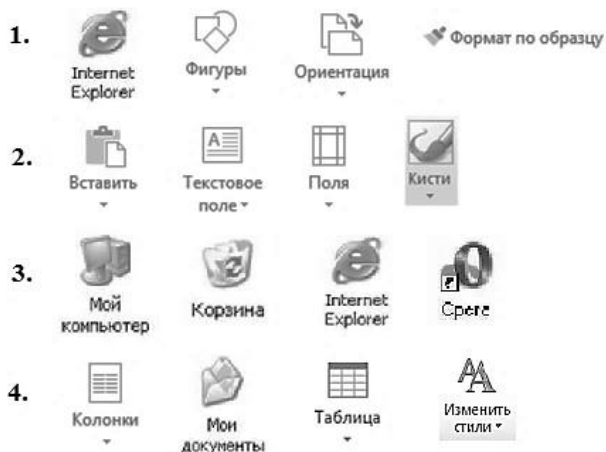 1.
Internet
Explorer
Фигуры
Ориентация
Формат по образцу
2.
Вставить
A
Текстовое
поле
Поля
Кисти
3.
Мой
компьютер
Корзина
Internet
Explorer
Opera
4.
Колонки
Мои
документы
Таблица
AA
Изменить
стили